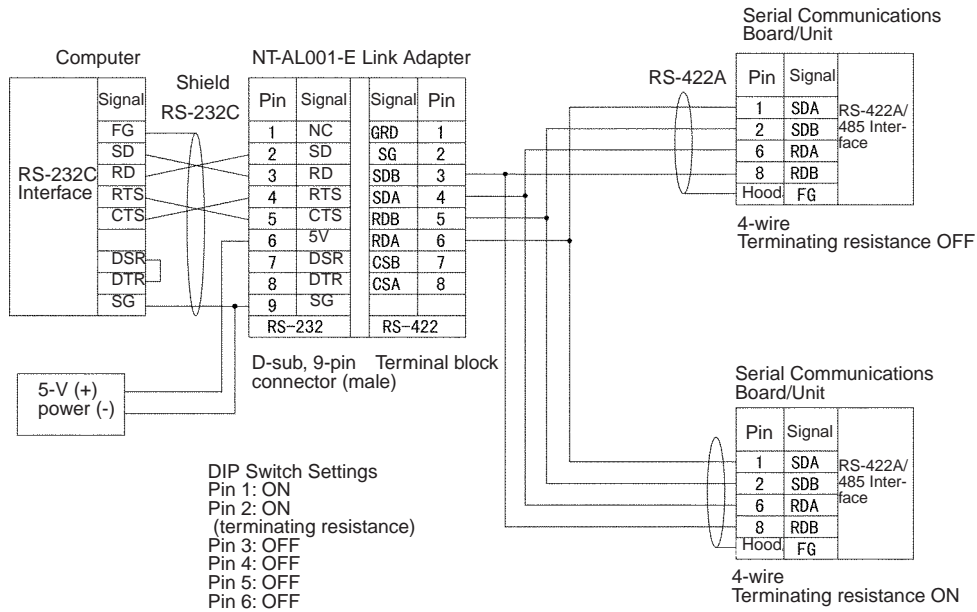 Serial Communications
Board/Unit
Computer
NT-AL001-E Link Adapter
Shield
RS-232C
RS-422A
Signal
Pin Signal Signal Pin
Pin Signal
FG
SD
RD
RTS
CTS
DSR
DTR
SG
RS-232C
Interface
1 NC GRD 1
2 SD SG 2
3 RD SDB 3
4 RTS SDA 4
5 CTS RDB 5
6 5V RDA 6
7 DSR CSB 7
8 DTR CSA 8
9 SG
RS-232 RS-422
1 SDA
2 SDB
6 RDA
8 RDB
Hood FG
RS-422A/
485 Inter-
face
4-wire
Terminating resistance OFF
D-sub, 9-pin Terminal block
connector (male)
5-V (+)
power (-)
Serial Communications
Board/Unit
Pin Signal
1 SDA
2 SDB
6 RDA
8 RDB
Hood FG
RS-422A/
485 Inter-
face
4-wire
Terminating resistance ON
DIP Switch Settings
Pin 1: ON
Pin 2: ON
(terminating resistance)
Pin 3: OFF
Pin 4: OFF
Pin 5: OFF
Pin 6: OFF